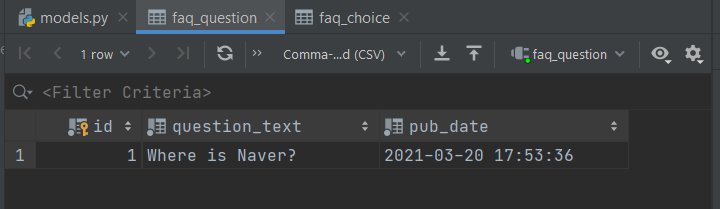 models.py faq_question faq_choice
1 row Comma-...d (CSV) faq_question
<Filter Criteria>
id question_text pub_date
1 1 Where is Naver? 2021-03-20 17:53:36